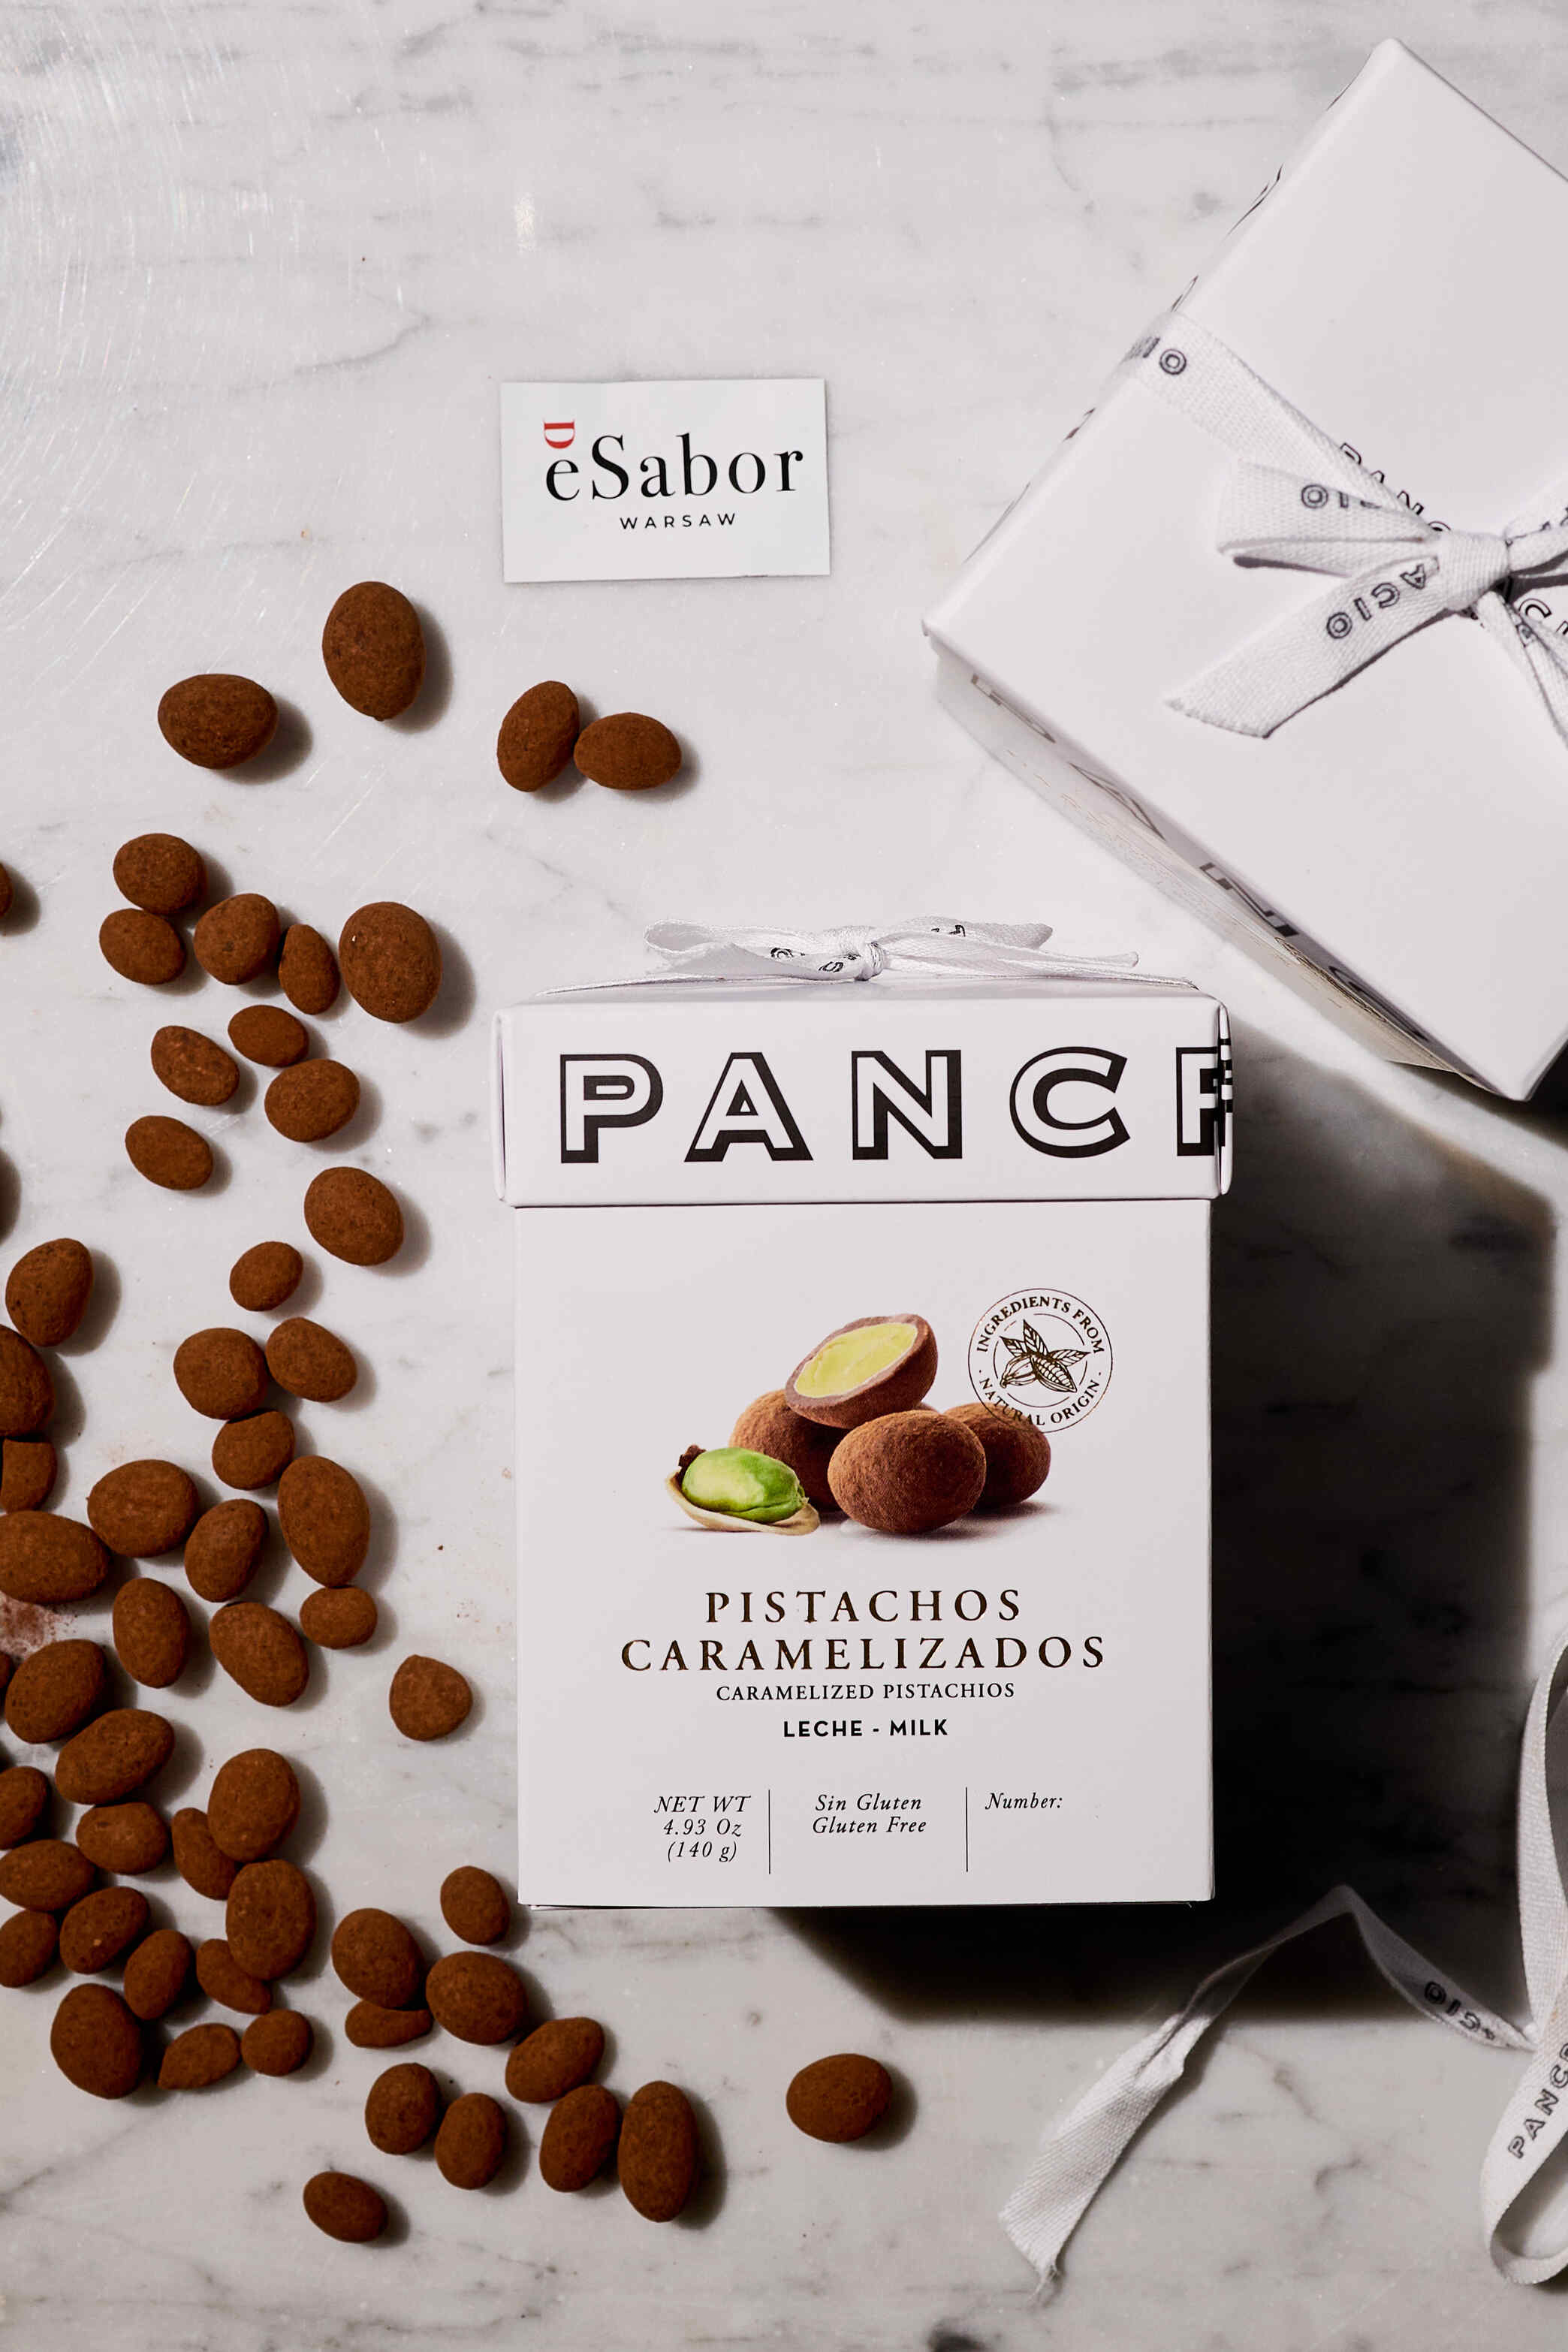 DeSabor
WARSAW
PANC
INGREDIENTS FROM
NATURAL ORIGIN
PISTACHOS
CARAMELIZADOS
CARAMELIZED PISTACHIOS
LECHE - MILK
NET WT
4.93 Oz
(140 g)
Sin Gluten
Gluten Free
Number: